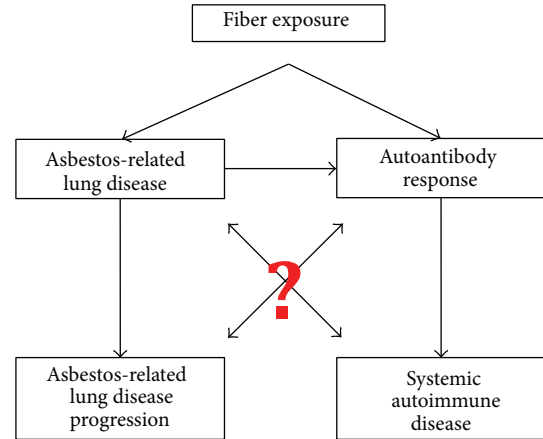 Fiber exposure
Asbestos-related
lung disease
Autoantibody
response
?
Asbestos-related
lung disease
progression
Systemic
autoimmune
disease